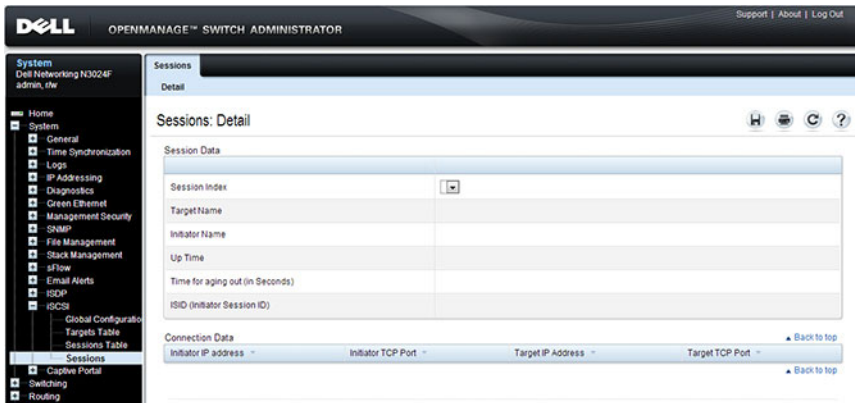 DELL
OPENMANAGE™ SWITCH ADMINISTRATOR
Support | About | Log Out
System
Dell Networking N3024F
admin, r/w
Home
System
General
Time Synchronization
Logs
IP Addressing
Diagnostics
Green Ethernet
Management Security
SNMP
File Management
Stack Management
sFlow
Email Alerts
ISDP
iSCSI
Global Configuratio
Targets Table
Sessions Table
Sessions
Captive Portal
Switching
Routing
Sessions
Detail
Sessions: Detail
Session Data
Session Index
Target Name
Initiator Name
Up Time
Time for aging out (in Seconds)
ISID (Initiator Session ID)
Connection Data
Back to top
Initiator IP address Initiator TCP Port Target IP Address Target TCP Port
Back to top